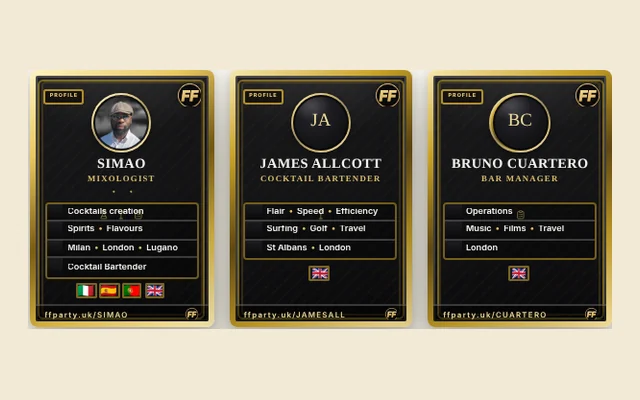 PROFILE
FF
SIMAO
MIXOLOGIST
Cocktails creation
Spirits • Flavours
Milan • London • Lugano
Cocktail Bartender
ffparty.uk/SIMAO
FF
PROFILE
FF
JA
JAMES ALLCOTT
COCKTAIL BARTENDER
Flair • Speed • Efficiency
Surfing • Golf • Travel
St Albans • London
ffparty.uk/JAMESALL
FF
PROFILE
FF
BC
BRUNO CUARTERO
BAR MANAGER
Operations
Music • Films • Travel
London
ffparty.uk/CUARTERO
FF